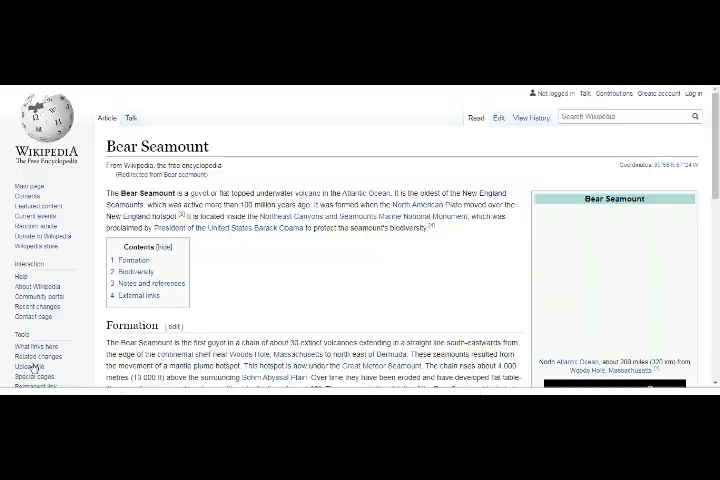 Not logged in Talk Contributions Create account Log in
Article Talk Read Edit View history Search Wikipedia
WIKIPEDIA
The Free Encyclopedia
Main page
Contents
Featured content
Current events
Random article
Donate to Wikipedia
Wikipedia store
Interaction
Help
About Wikipedia
Community portal
Recent changes
Contact page
Tools
What links here
Related changes
Special pages
Permanent link
Bear Seamount
From Wikipedia, the free encyclopedia
(Redirected from Bear seamount)
Coordinates:
The Bear Seamount is a guyot or flat topped underwater volcano in the Atlantic Ocean. It is the oldest of the New England
Seamounts, which was active more than 100 million years ago. It was formed when the North American Plate moved over the
New England hotspot. It is located inside the Northeast Canyons and Seamounts Marine National Monument, which was
proclaimed by President of the United States Barack Obama to protect the seamount's biodiversity.
Contents [hide]
1 Formation
2 Biodiversity
3 Notes and references
4 External links
Formation [ edit ]
The Bear Seamount is the first guyot in a chain of about 30 extinct volcanoes extending in a straight line south-eastwards from
the edge of the continental shelf near Woods Hole, Massachusetts to north east of Bermuda. These seamounts resulted from
the movement of a mantle plume hotspot. This hotspot is now under the Great Meteor Seamount. The chain rises about 4,000
metres (13,000 ft) above the surrounding Sohm Abyssal Plain. Over time they have been eroded and have developed flat table-
Bear Seamount
North Atlantic Ocean, about 200 miles (320 km) from
Woods Hole, Massachusetts